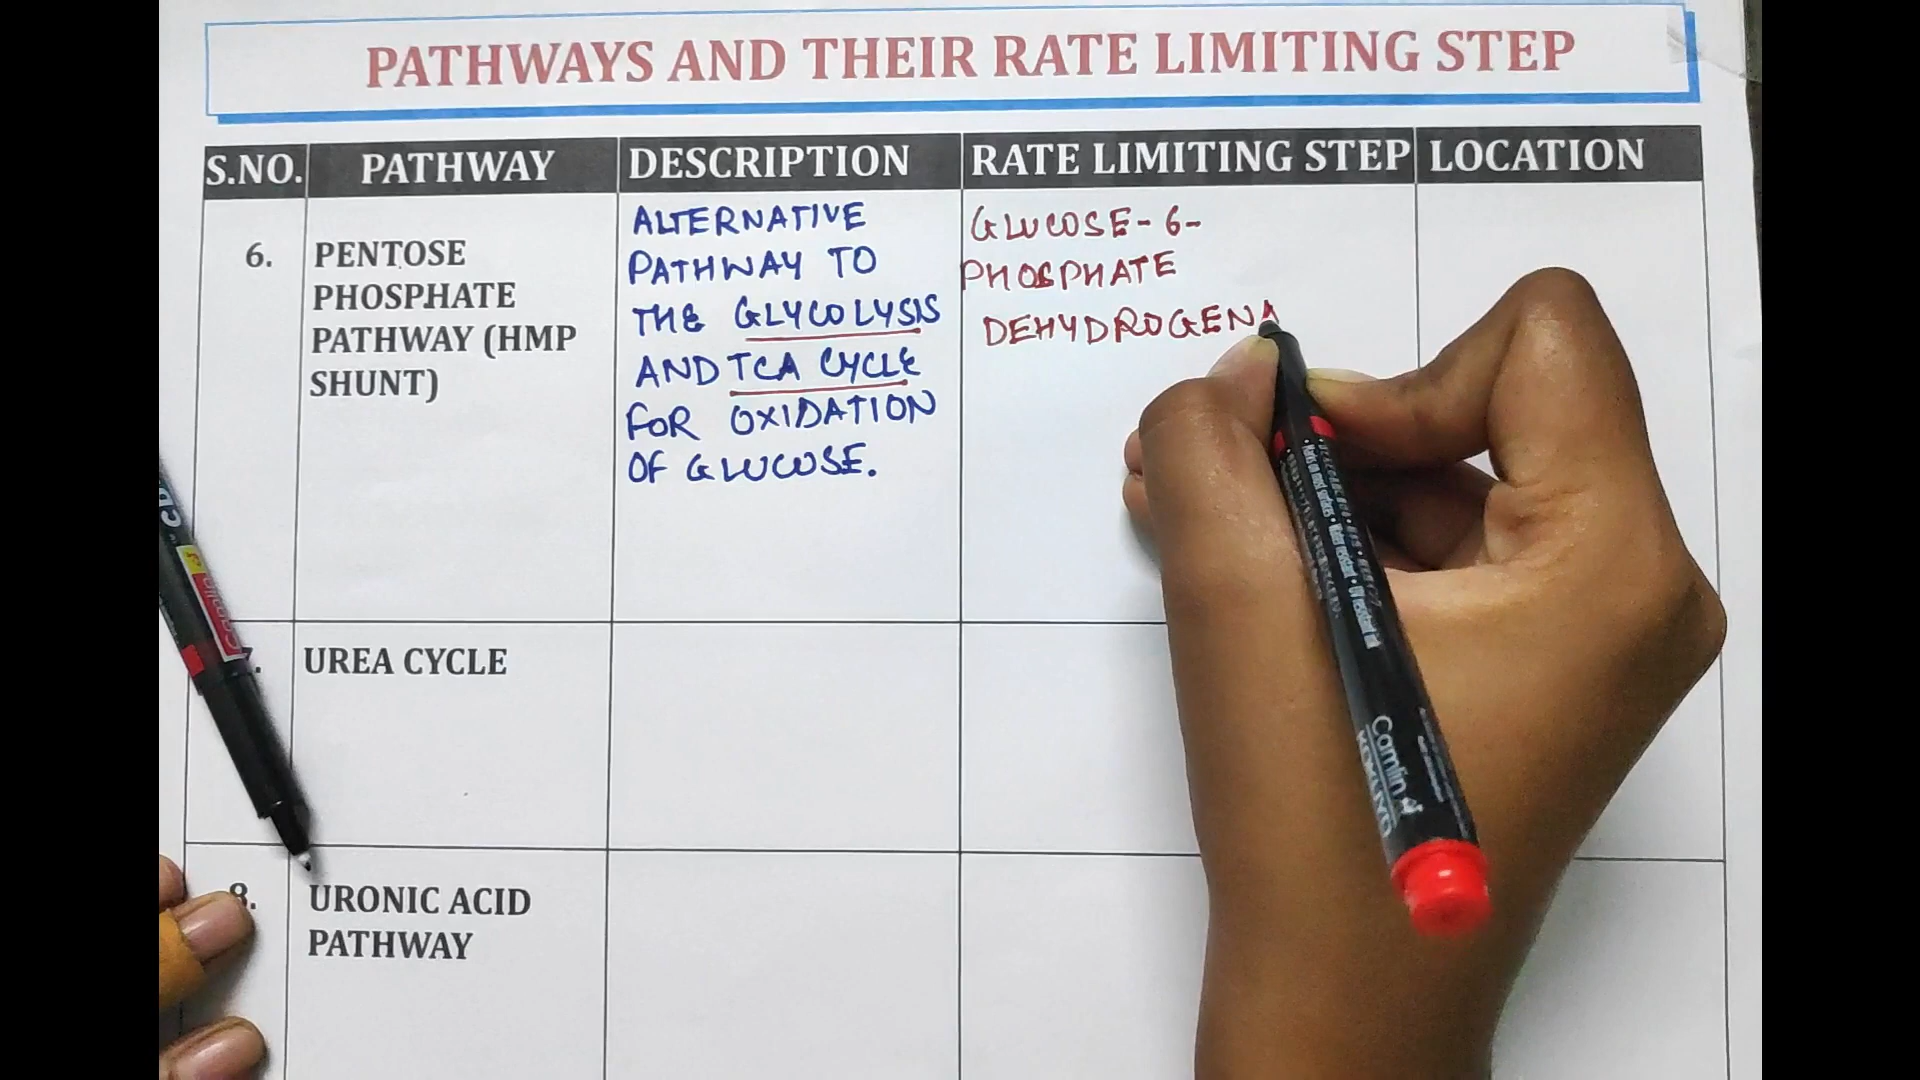 PATHWAYS AND THEIR RATE LIMITING STEP
S.NO. PATHWAY DESCRIPTION RATE LIMITING STEP LOCATION
6.
PENTOSE
PHOSPHATE
PATHWAY (HMP
SHUNT)
ALTERNATIVE
PATHWAY TO
THE GLYCOLYSIS
AND TCA CYCLE
FOR OXIDATION
OF GLUCOSE.
GLUCOSE-6-
PHOSPHATE
DEHYDROGENA
UREA CYCLE
8.
URONIC ACID
PATHWAY
Camlin
KOKUYO